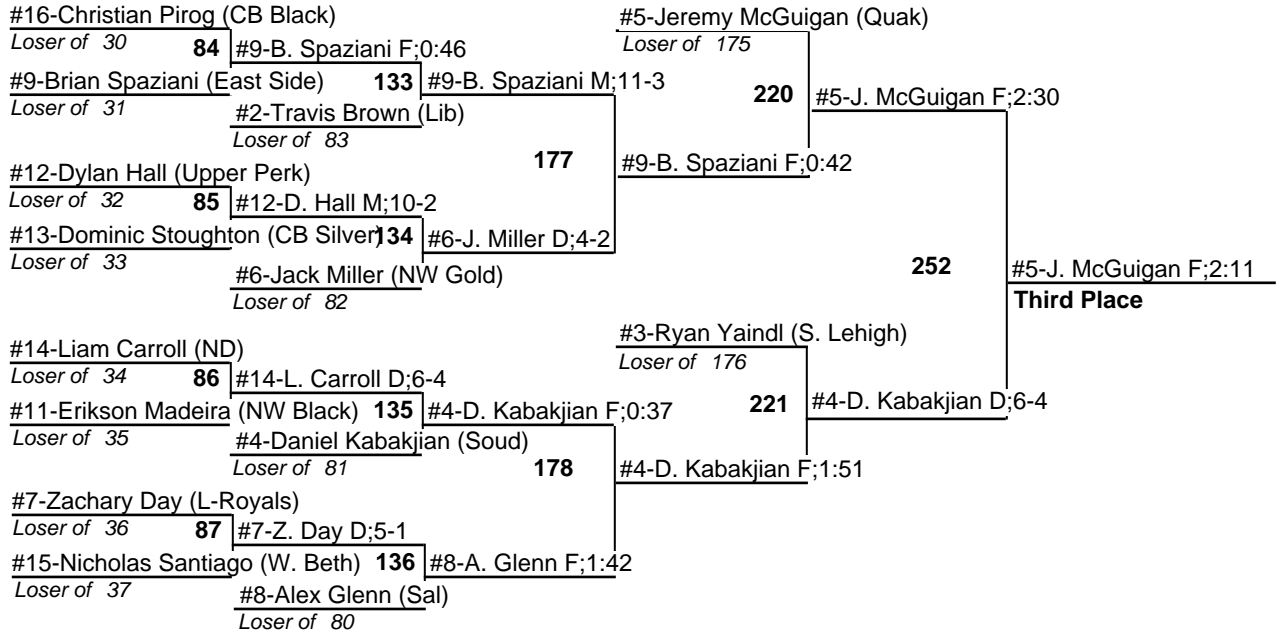 #16-Christian Pirog (CB Black)
Loser of 30
84
#9-B. Spaziani F;0:46
#9-Brian Spaziani (East Side)
Loser of 31
133
#9-B. Spaziani M;11-3
#2-Travis Brown (Lib)
Loser of 83
#12-Dylan Hall (Upper Perk)
Loser of 32
85
#12-D. Hall M;10-2
#13-Dominic Stoughton (CB Silver)
Loser of 33
134
#6-J. Miller D;4-2
#6-Jack Miller (NW Gold)
Loser of 82
177
#9-B. Spaziani F;0:42
#5-Jeremy McGuigan (Quak)
Loser of 175
220
#5-J. McGuigan F;2:30
#14-Liam Carroll (ND)
Loser of 34
86
#14-L. Carroll D;6-4
#11-Erikson Madeira (NW Black)
Loser of 35
135
#4-D. Kabakjian F;0:37
#4-Daniel Kabakjian (Soud)
Loser of 81
#7-Zachary Day (L-Royals)
Loser of 36
87
#7-Z. Day D;5-1
#15-Nicholas Santiago (W. Beth)
Loser of 37
136
#8-A. Glenn F;1:42
#8-Alex Glenn (Sal)
Loser of 80
178
#4-D. Kabakjian F;1:51
#3-Ryan Yaindl (S. Lehigh)
Loser of 176
221
#4-D. Kabakjian D;6-4
252
#5-J. McGuigan F;2:11
Third Place